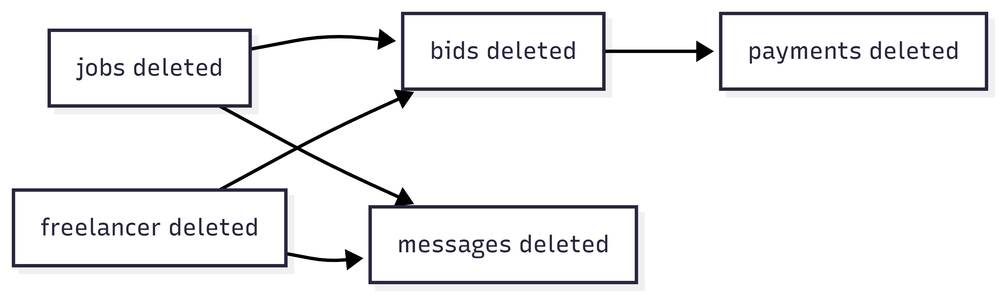 jobs deleted
bids deleted
payments deleted
freelancer deleted
messages deleted